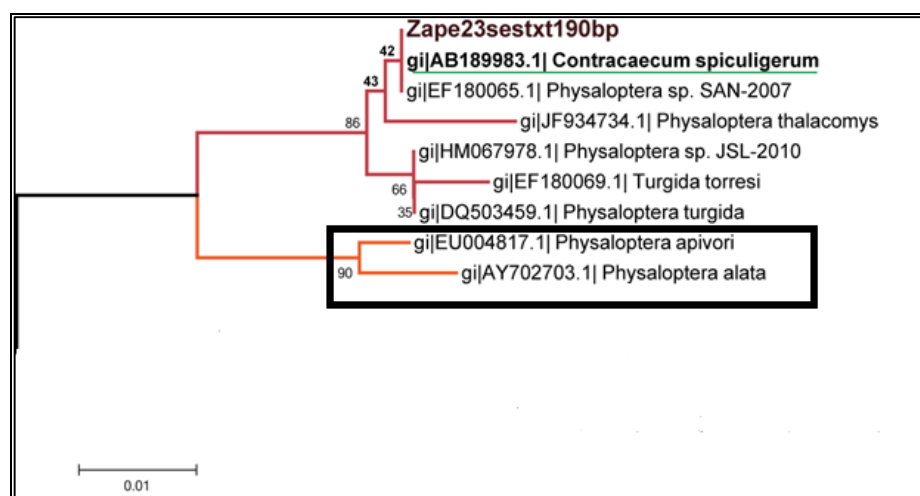 Zape23sestxt190bp
42
gi|AB189983.1| Contracaecum spiculigerum
43
gi|EF180065.1| Physaloptera sp. SAN-2007
86
gi|JF934734.1| Physaloptera thalacomys
gi|HM067978.1| Physaloptera sp. JSL-2010
66
gi|EF180069.1| Turgida torresi
35
gi|DQ503459.1| Physaloptera turgida
gi|EU004817.1| Physaloptera apivori
90
gi|AY702703.1| Physaloptera alata
0.01